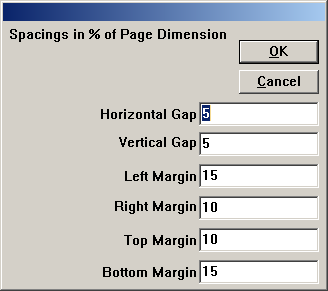 Spacings in % of Page Dimension
OK
Cancel
Horizontal Gap 5
Vertical Gap 5
Left Margin 15
Right Margin 10
Top Margin 10
Bottom Margin 15